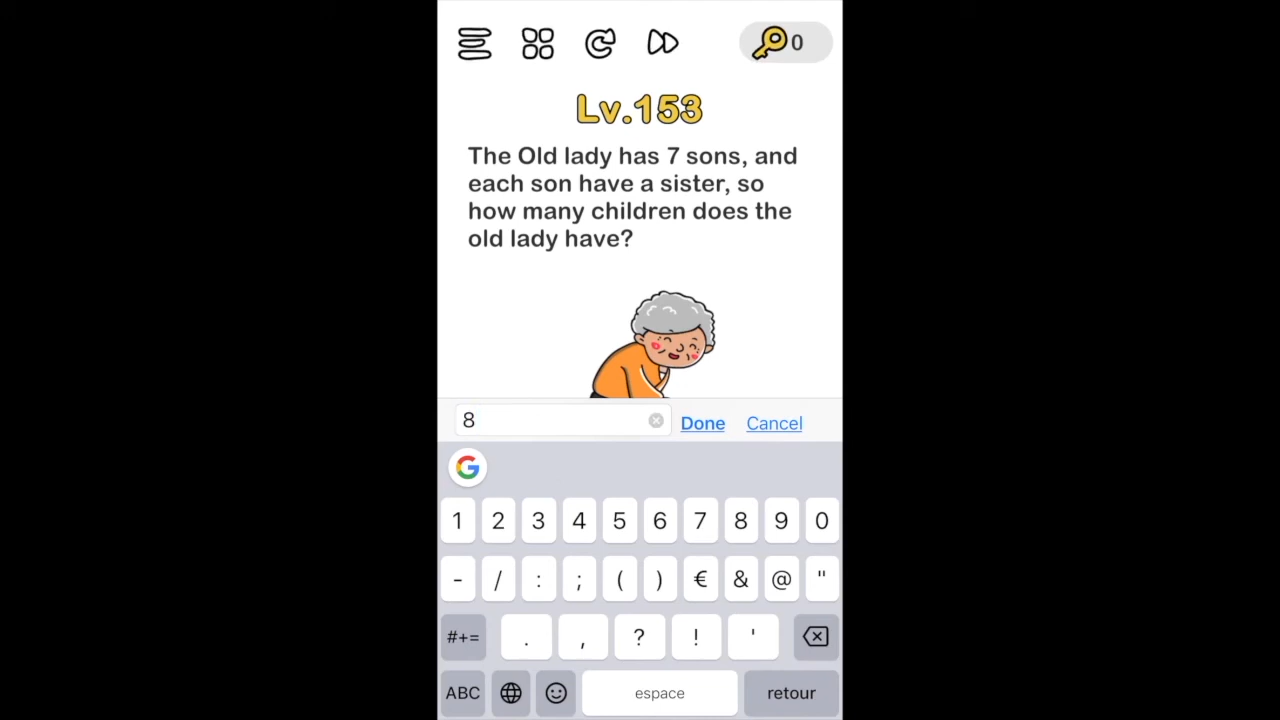 0
Lv.153
The Old lady has 7 sons, and
each son have a sister, so
how many children does the
old lady have?
8 Done Cancel
G
1 2 3 4 5 6 7 8 9 0
- / : ; ( ) € & @ "
#+= . , ? ! '
ABC espace retour